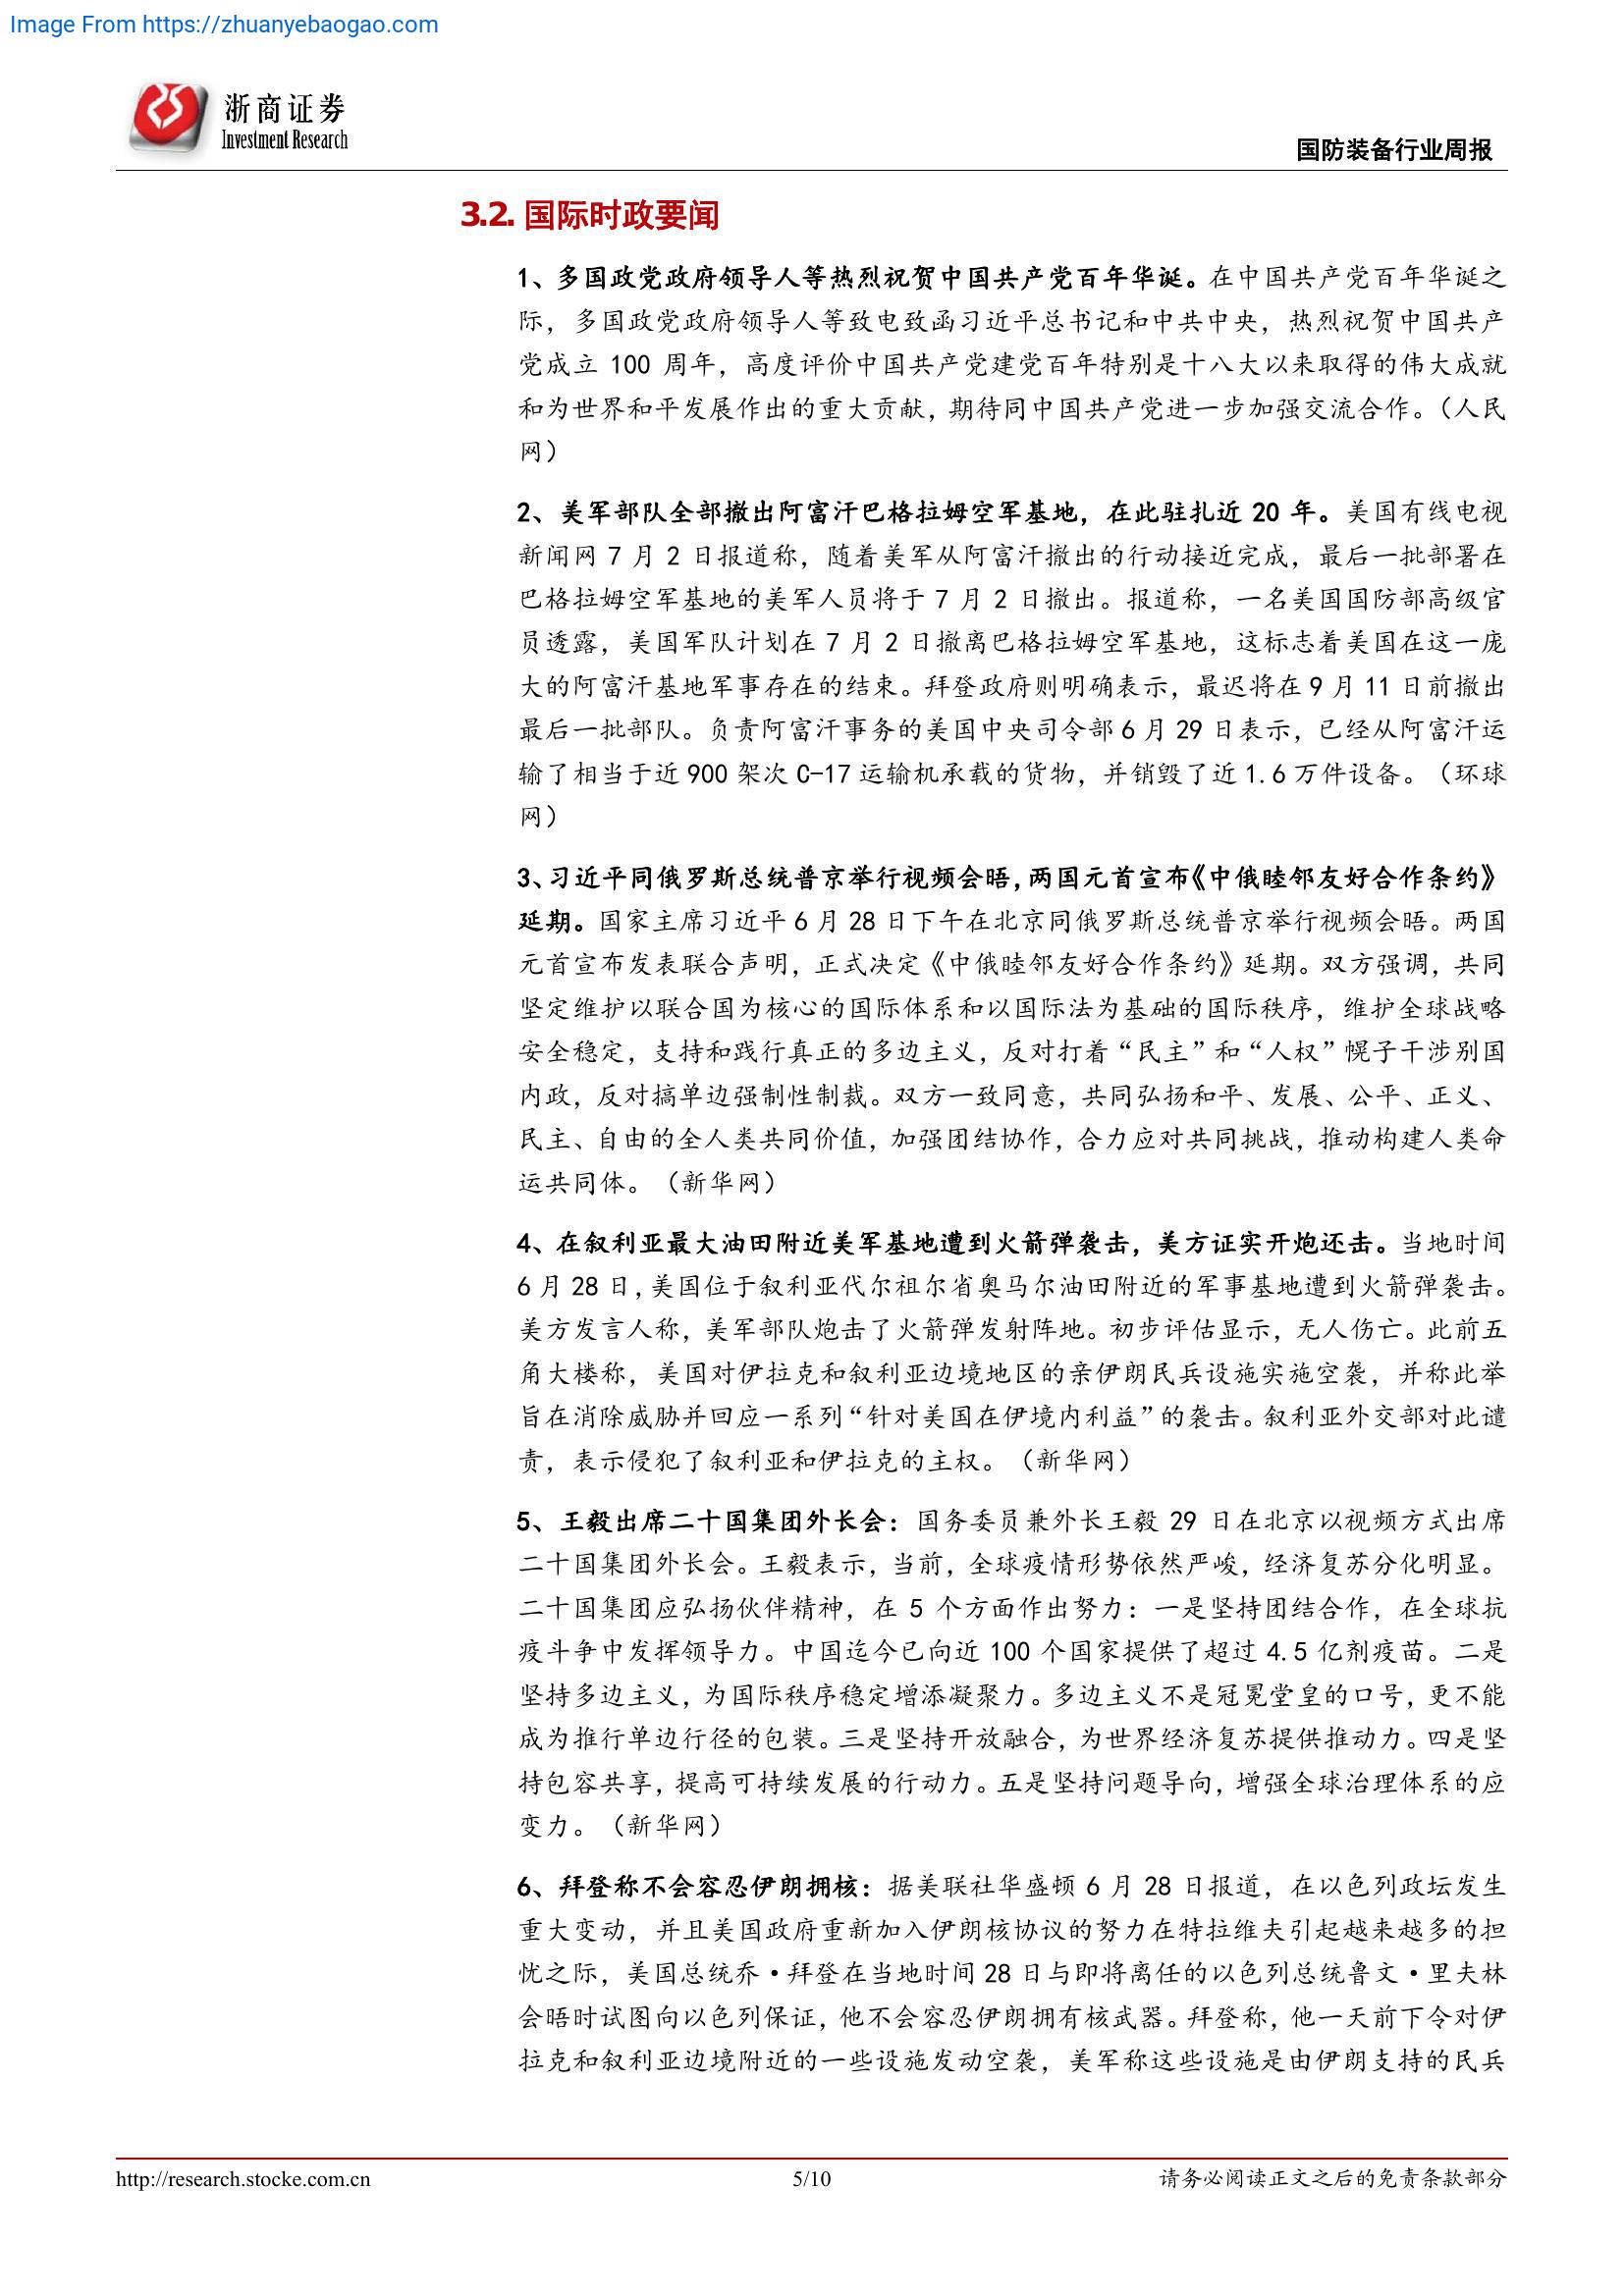 Image From https://zhuanyebaogao.com
浙商证券
Investment Research
国防装备行业周报
3.2. 国际时政要闻
1、多国政党政府领导人等热烈祝贺中国共产党百年华诞。在中国共产党百年华诞之
际，多国政党政府领导人等致电致函习近平总书记和中共中央，热烈祝贺中国共产
党成立 100 周年，高度评价中国共产党建党百年特别是十八大以来取得的伟大成就
和为世界和平发展作出的重大贡献，期待同中国共产党进一步加强交流合作。（人民
网）
2、美军部队全部撤出阿富汗巴格拉姆空军基地，在此驻扎近 20 年。美国有线电视
新闻网 7 月 2 日报道称，随着美军从阿富汗撤出的行动接近完成，最后一批部署在
巴格拉姆空军基地的美军人员将于 7 月 2 日撤出。报道称，一名美国国防部高级官
员透露，美国军队计划在 7 月 2 日撤离巴格拉姆空军基地，这标志着美国在这一庞
大的阿富汗基地军事存在的结束。拜登政府则明确表示，最迟将在 9 月 11 日前撤出
最后一批部队。负责阿富汗事务的美国中央司令部 6 月 29 日表示，已经从阿富汗运
输了相当于近 900 架次 C-17 运输机承载的货物，并销毁了近 1.6 万件设备。（环球
网）
3、习近平同俄罗斯总统普京举行视频会晤，两国元首宣布《中俄睦邻友好合作条约》
延期。国家主席习近平 6 月 28 日下午在北京同俄罗斯总统普京举行视频会晤。两国
元首宣布发表联合声明，正式决定《中俄睦邻友好合作条约》延期。双方强调，共同
坚定维护以联合国为核心的国际体系和以国际法为基础的国际秩序，维护全球战略
安全稳定，支持和践行真正的多边主义，反对打着“民主”和“人权”幌子干涉别国
内政，反对搞单边强制性制裁。双方一致同意，共同弘扬和平、发展、公平、正义、
民主、自由的全人类共同价值，加强团结协作，合力应对共同挑战，推动构建人类命
运共同体。（新华网）
4、在叙利亚最大油田附近美军基地遭到火箭弹袭击，美方证实开炮还击。当地时间
6 月 28 日，美国位于叙利亚代尔祖尔省奥马尔油田附近的军事基地遭到火箭弹袭击。
美方发言人称，美军部队炮击了火箭弹发射阵地。初步评估显示，无人伤亡。此前五
角大楼称，美国对伊拉克和叙利亚边境地区的亲伊朗民兵设施实施空袭，并称此举
旨在消除威胁并回应一系列“针对美国在伊境内利益”的袭击。叙利亚外交部对此谴
责，表示侵犯了叙利亚和伊拉克的主权。（新华网）
5、王毅出席二十国集团外长会：国务委员兼外长王毅 29 日在北京以视频方式出席
二十国集团外长会。王毅表示，当前，全球疫情形势依然严峻，经济复苏分化明显。
二十国集团应弘扬伙伴精神，在 5 个方面作出努力：一是坚持团结合作，在全球抗
疫斗争中发挥领导力。中国迄今已向近 100 个国家提供了超过 4.5 亿剂疫苗。二是
坚持多边主义，为国际秩序稳定增添凝聚力。多边主义不是冠冕堂皇的口号，更不能
成为推行单边行径的包装。三是坚持开放融合，为世界经济复苏提供推动力。四是坚
持包容共享，提高可持续发展的行动力。五是坚持问题导向，增强全球治理体系的应
变力。（新华网）
6、拜登称不会容忍伊朗拥核：据美联社华盛顿 6 月 28 日报道，在以色列政坛发生
重大变动，并且美国政府重新加入伊朗核协议的努力在特拉维夫引起越来越多的担
忧之际，美国总统乔·拜登在当地时间 28 日与即将离任的以色列总统鲁文·里夫林
会晤时试图向以色列保证，他不会容忍伊朗拥有核武器。拜登称，他一天前下令对伊
拉克和叙利亚边境附近的一些设施发动空袭，美军称这些设施是由伊朗支持的民兵
http://research.stocke.com.cn
5/10
请务必阅读正文之后的免责条款部分